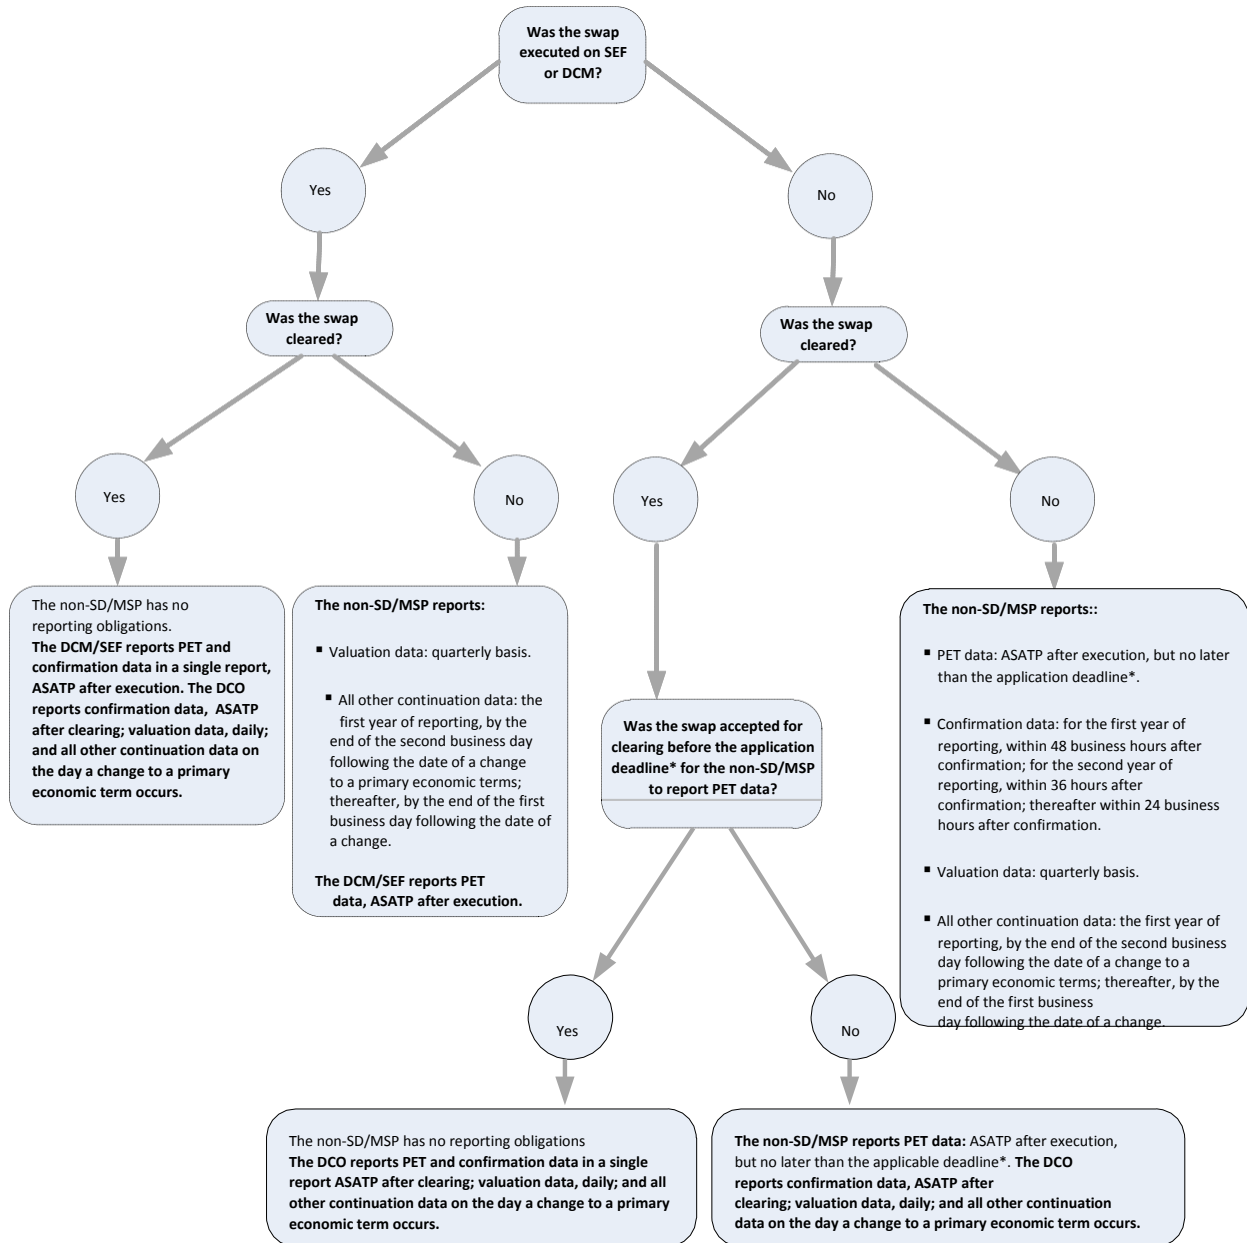 Was the swap
executed on SEF
or DCM?
Yes
No
Was the swap
cleared?
Was the swap
cleared?
Yes
No
Yes
No
The non-SD/MSP has no
reporting obligations.
The DCM/SEF reports PET and
confirmation data in a single report,
ASATP after execution. The DCO
reports confirmation data, ASATP
after clearing; valuation data, daily;
and all other continuation data on
the day a change to a primary
economic term occurs.
The non-SD/MSP reports:
▪ Valuation data: quarterly basis.
▪ All other continuation data: the
first year of reporting, by the
end of the second business day
following the date of a change
to a primary economic terms;
thereafter, by the end of the first
business day following the date of
a change.
The DCM/SEF reports PET
data, ASATP after execution.
Was the swap accepted for
clearing before the application
deadline* for the non-SD/MSP
to report PET data?
The non-SD/MSP reports::
▪ PET data: ASATP after execution, but no later
than the application deadline*.
▪ Confirmation data: for the first year of
reporting, within 48 business hours after
confirmation; for the second year of
reporting, within 36 hours after
confirmation; thereafter within 24 business
hours after confirmation.
▪ Valuation data: quarterly basis.
▪ All other continuation data: the first year of
reporting, by the end of the second business
day following the date of a change to a
primary economic terms; thereafter, by the
end of the first business
day following the date of a change.
Yes
No
The non-SD/MSP has no reporting obligations
The DCO reports PET and confirmation data in a single
report ASATP after clearing; valuation data, daily; and all
other continuation data on the day a change to a primary
economic term occurs.
The non-SD/MSP reports PET data: ASATP after execution,
but no later than the applicable deadline*. The DCO
reports confirmation data, ASATP after
clearing; valuation data, daily; and all other continuation
data on the day a change to a primary economic term occurs.